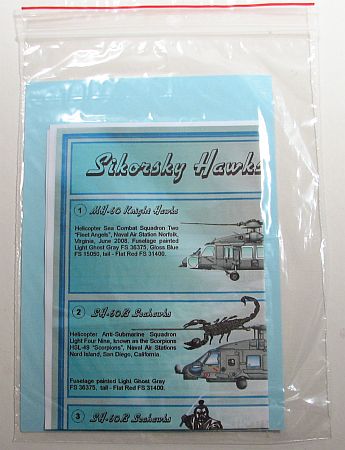 Sikorsky Hawks
1 MH-60 Knight Hawks
Helicopter Sea Combat Squadron Two
"Fleet Angels", Naval Air Station Norfolk,
Virginia, June 2008. Fuselage painted
Light Ghost Gray FS 36375, Gloss Blue
FS 15050, tail - Flat Red FS 31400.
2 SH-60B Seahawks
Helicopter Anti-Submarine Squadron
Light Four Nine, known as the Scorpions
HSL-49 "Scorpions", Naval Air Stations
Nord Island, San Diego, California.
Fuselage painted Light Ghost Gray
FS 36375, tail - Flat Red FS 31400.
3 SH-60B Seahawks